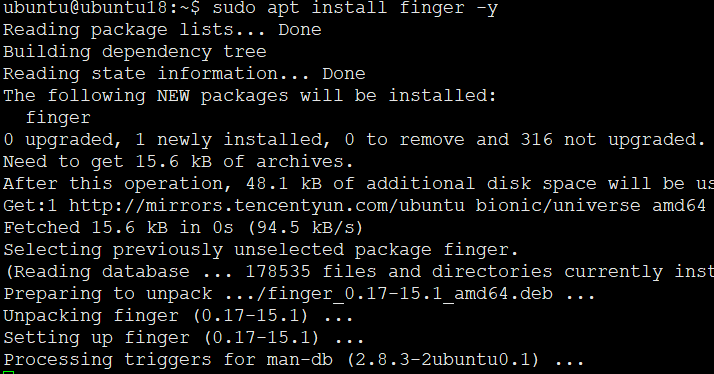 ubuntu@ubuntu18:~$ sudo apt install finger -y
Reading package lists... Done
Building dependency tree
Reading state information... Done
The following NEW packages will be installed:
  finger
0 upgraded, 1 newly installed, 0 to remove and 316 not upgraded.
Need to get 15.6 kB of archives.
After this operation, 48.1 kB of additional disk space will be us
Get:1 http://mirrors.tencentyun.com/ubuntu bionic/universe amd64
Fetched 15.6 kB in 0s (94.5 kB/s)
Selecting previously unselected package finger.
(Reading database ... 178535 files and directories currently inst
Preparing to unpack .../finger_0.17-15.1_amd64.deb ...
Unpacking finger (0.17-15.1) ...
Setting up finger (0.17-15.1) ...
Processing triggers for man-db (2.8.3-2ubuntu0.1) ...